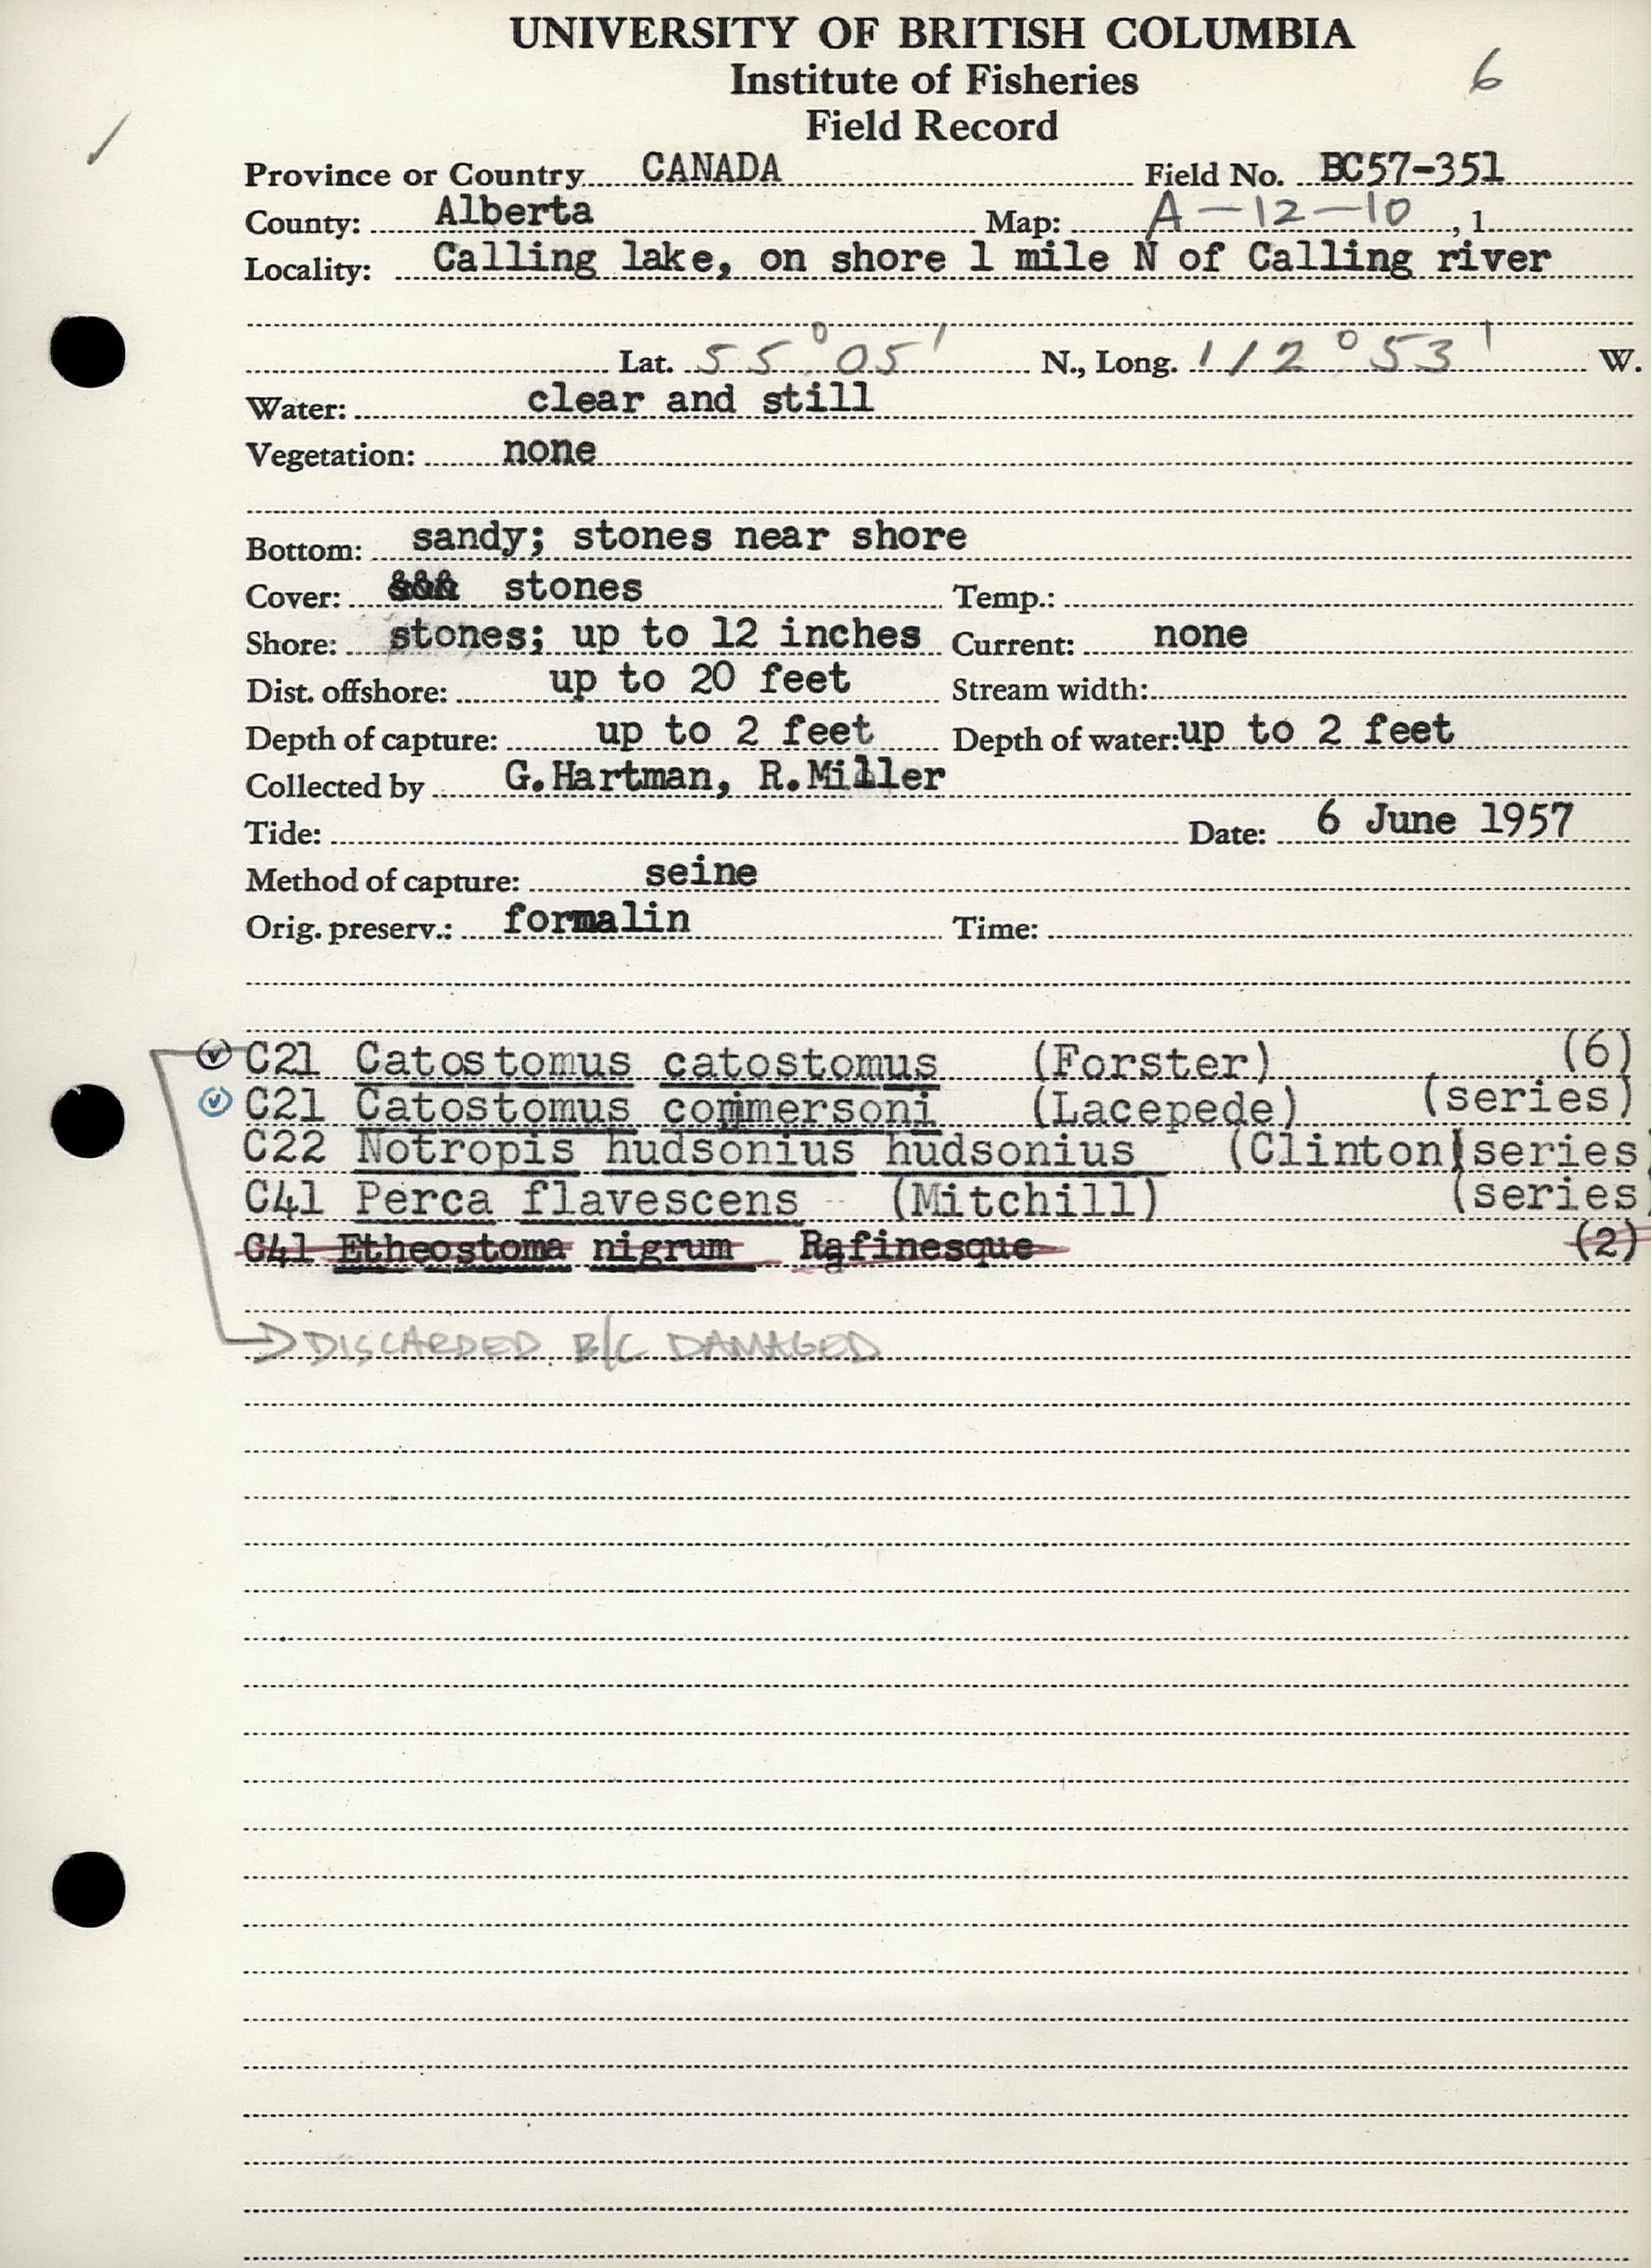 UNIVERSITY OF BRITISH COLUMBIA
Institute of Fisheries
6
Field Record
✓
Province or Country CANADA Field No. BC57-351
County: Alberta Map: A-12-10, 1
Locality: Calling lake, on shore 1 mile N of Calling river
Lat. 55°05' N., Long. 112°53' W.
Water: clear and still
Vegetation: none
Bottom: sandy; stones near shore
Cover: &&& stones Temp.:
Shore: stones; up to 12 inches Current: none
Dist. offshore: up to 20 feet Stream width:
Depth of capture: up to 2 feet Depth of water: up to 2 feet
Collected by G.Hartman, R.Miller
Tide: Date: 6 June 1957
Method of capture: seine
Orig. preserv.: formalin Time:
✓ C21 Catostomus catostomus (Forster) (6)
✓ C21 Catostomus commersoni (Lacepede) (series)
C22 Notropis hudsonius hudsonius (Clinton)(series)
C41 Perca flavescens (Mitchill) (series)
C41 Etheostoma nigrum Rafinesque (2)
→ DISCARDED B/C DAMAGED